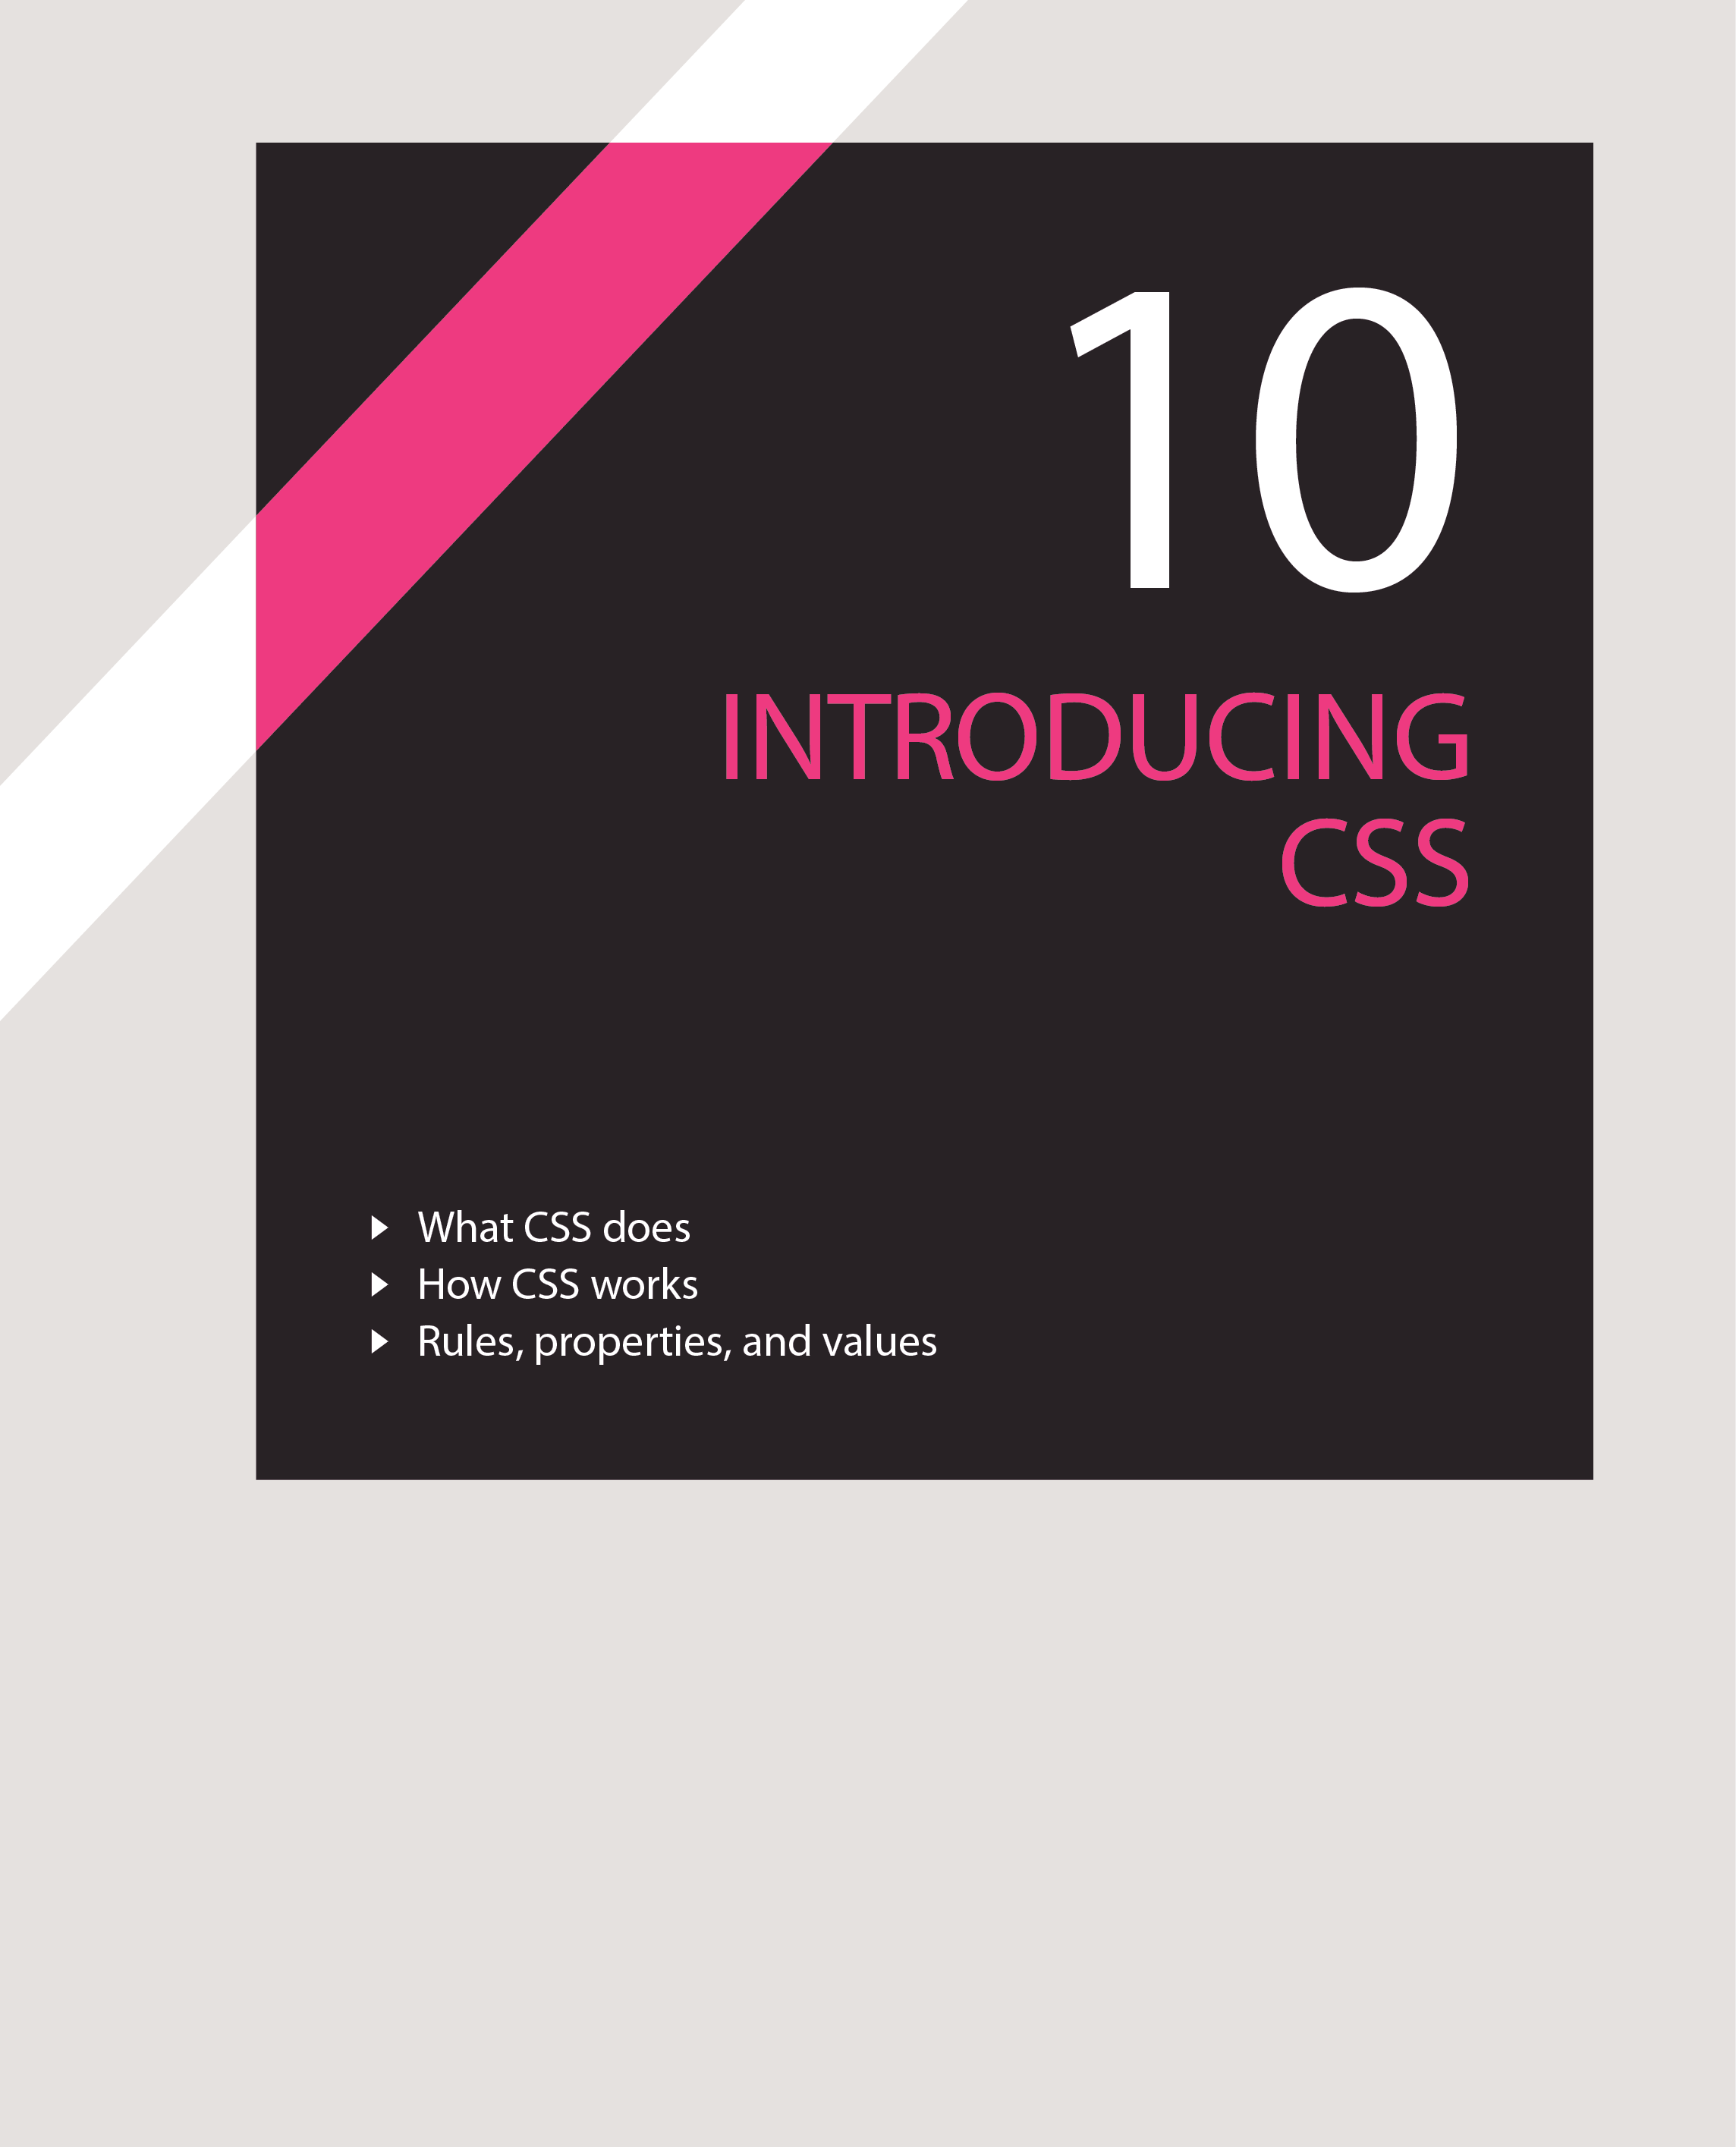 10
INTRODUCING
CSS
What CSS does
How CSS works
Rules, properties, and values